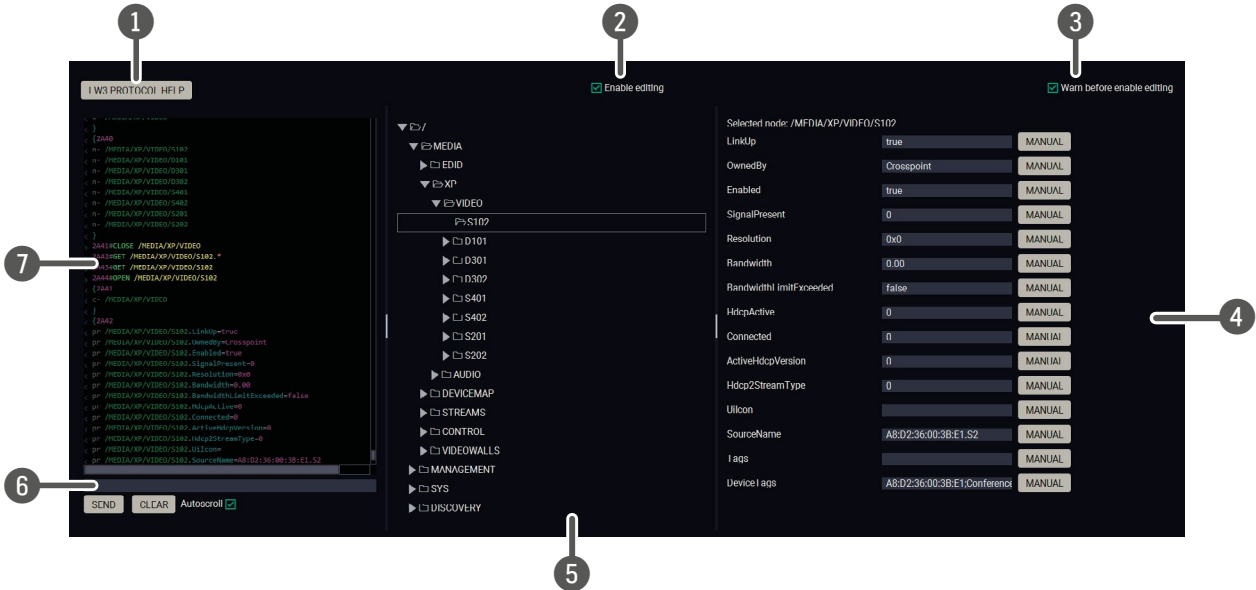 1
2
3
LW3 PROTOCOL HELP
Enable editing
Warn before enable editing
< }
< {2A40
< n- /MEDIA/XP/VIDEO/S102
< n- /MEDIA/XP/VIDEO/D101
< n- /MEDIA/XP/VIDEO/D301
< n- /MEDIA/XP/VIDEO/D302
< n- /MEDIA/XP/VIDEO/S401
< n- /MEDIA/XP/VIDEO/S402
< n- /MEDIA/XP/VIDEO/S201
< n- /MEDIA/XP/VIDEO/S202
< }
> 2A41#CLOSE /MEDIA/XP/VIDEO
> 2A42#GET /MEDIA/XP/VIDEO/S102.*
> 2A43#GET /MEDIA/XP/VIDEO/S102
> 2A44#OPEN /MEDIA/XP/VIDEO/S102
< {2A41
< c- /MEDIA/XP/VIDEO
< }
< {2A42
< pr /MEDIA/XP/VIDEO/S102.LinkUp=true
< pr /MEDIA/XP/VIDEO/S102.OwnedBy=Crosspoint
< pr /MEDIA/XP/VIDEO/S102.Enabled=true
< pr /MEDIA/XP/VIDEO/S102.SignalPresent=0
< pr /MEDIA/XP/VIDEO/S102.Resolution=0x0
< pr /MEDIA/XP/VIDEO/S102.Bandwidth=0.00
< pr /MEDIA/XP/VIDEO/S102.BandwidthLimitExceeded=false
< pr /MEDIA/XP/VIDEO/S102.HdcpActive=0
< pr /MEDIA/XP/VIDEO/S102.Connected=0
< pr /MEDIA/XP/VIDEO/S102.ActiveHdcpVersion=0
< pr /MEDIA/XP/VIDEO/S102.Hdcp2StreamType=0
< pr /MEDIA/XP/VIDEO/S102.UiIcon=
< pr /MEDIA/XP/VIDEO/S102.SourceName=A8:D2:36:00:3B:E1.S2
7
6
SEND CLEAR Autoscroll
/
MEDIA
EDID
XP
VIDEO
S102
D101
D301
D302
S401
S402
S201
S202
AUDIO
DEVICEMAP
STREAMS
CONTROL
VIDEOWALLS
MANAGEMENT
SYS
DISCOVERY
5
Selected node: /MEDIA/XP/VIDEO/S102
LinkUp true MANUAL
OwnedBy Crosspoint MANUAL
Enabled true MANUAL
SignalPresent 0 MANUAL
Resolution 0x0 MANUAL
Bandwidth 0.00 MANUAL
BandwidthLimitExceeded false MANUAL
HdcpActive 0 MANUAL
Connected 0 MANUAL
ActiveHdcpVersion 0 MANUAL
Hdcp2StreamType 0 MANUAL
UiIcon MANUAL
SourceName A8:D2:36:00:3B:E1.S2 MANUAL
Tags MANUAL
DeviceTags A8:D2:36:00:3B:E1;Conference MANUAL
4